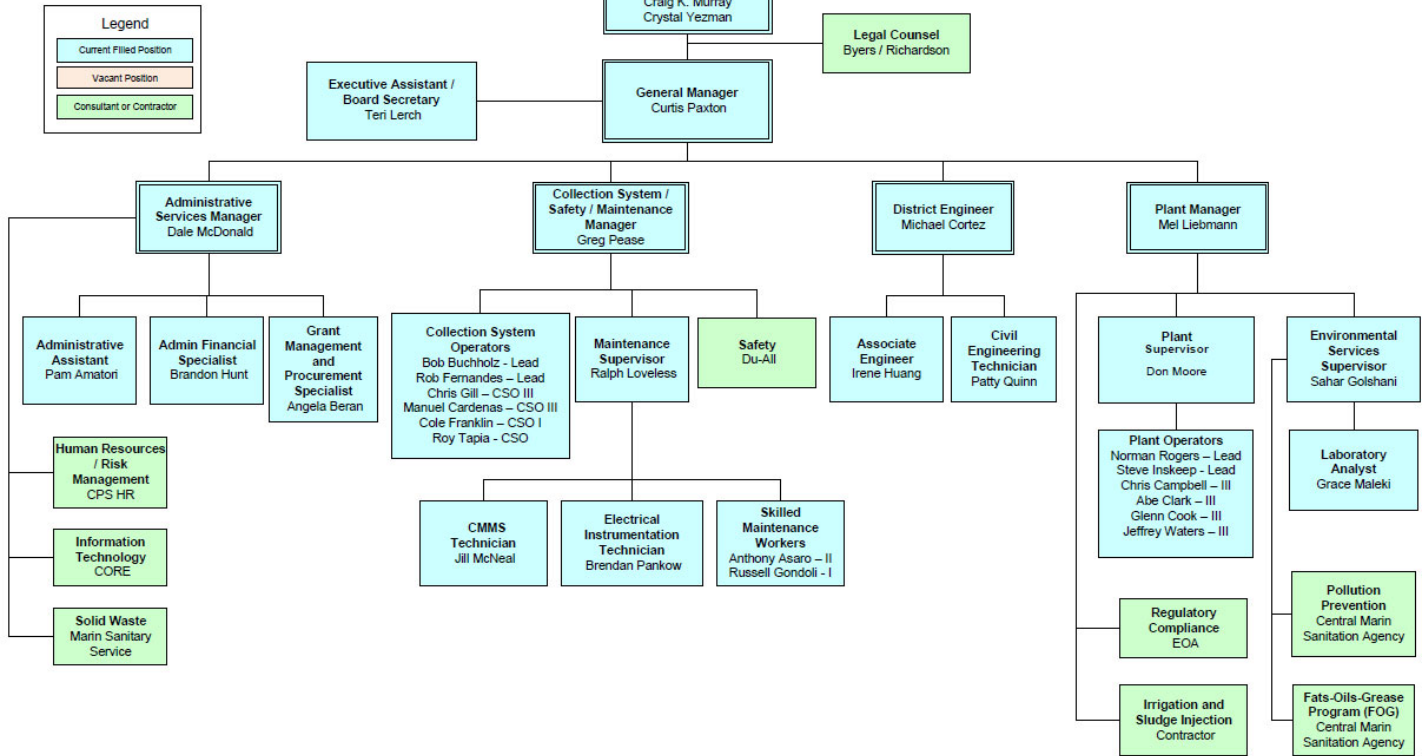 Craig K. Murray
Crystal Yezman
Legend
Current Filled Position
Vacant Position
Consultant or Contractor
Legal Counsel
Byers / Richardson
Executive Assistant /
Board Secretary
Teri Lerch
General Manager
Curtis Paxton
Administrative
Services Manager
Dale McDonald
Collection System /
Safety / Maintenance
Manager
Greg Pease
District Engineer
Michael Cortez
Plant Manager
Mel Liebmann
Administrative
Assistant
Pam Amatori
Admin Financial
Specialist
Brandon Hunt
Grant
Management
and
Procurement
Specialist
Angela Beran
Collection System
Operators
Bob Buchholz - Lead
Rob Fernandes – Lead
Chris Gill – CSO III
Manuel Cardenas – CSO III
Cole Franklin – CSO I
Roy Tapia - CSO
Maintenance
Supervisor
Ralph Loveless
Safety
Du-All
Associate
Engineer
Irene Huang
Civil
Engineering
Technician
Patty Quinn
Plant
Supervisor
Don Moore
Environmental
Services
Supervisor
Sahar Golshani
Human Resources
/ Risk
Management
CPS HR
Information
Technology
CORE
Solid Waste
Marin Sanitary
Service
CMMS
Technician
Jill McNeal
Electrical
Instrumentation
Technician
Brendan Pankow
Skilled
Maintenance
Workers
Anthony Asaro – II
Russell Gondoli - I
Plant Operators
Norman Rogers – Lead
Steve Inskeep - Lead
Chris Campbell – III
Abe Clark – III
Glenn Cook – III
Jeffrey Waters – III
Laboratory
Analyst
Grace Maleki
Regulatory
Compliance
EOA
Irrigation and
Sludge Injection
Contractor
Pollution
Prevention
Central Marin
Sanitation Agency
Fats-Oils-Grease
Program (FOG)
Central Marin
Sanitation Agency